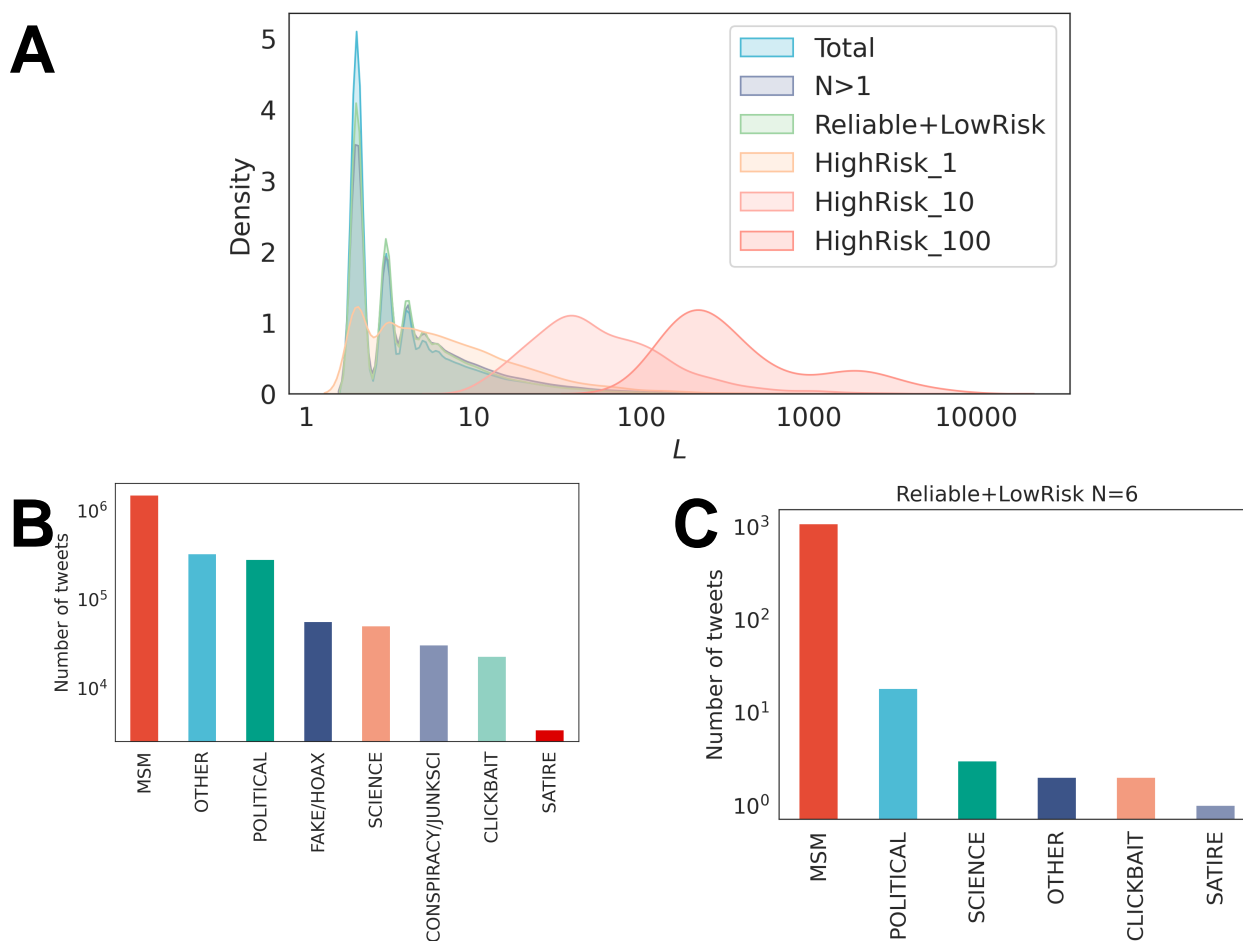 A
Density
5
4
3
2
1
0
1 10 100 1000 10000
L
Total
N>1
Reliable+LowRisk
HighRisk_1
HighRisk_10
HighRisk_100
B
Number of tweets
10⁶
10⁵
10⁴
MSM
OTHER
POLITICAL
FAKE/HOAX
SCIENCE
CONSPIRACY/JUNKSCI
CLICKBAIT
SATIRE
C
Reliable+LowRisk N=6
Number of tweets
10³
10²
10¹
10⁰
MSM
POLITICAL
SCIENCE
OTHER
CLICKBAIT
SATIRE